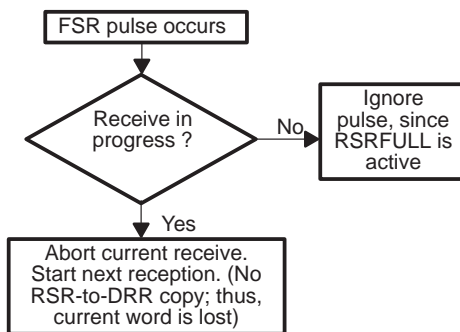 FSR pulse occurs
Receive in
progress ?
No
Ignore
pulse, since
RSRFULL is
active
Yes
Abort current receive.
Start next reception. (No
RSR-to-DRR copy; thus,
current word is lost)